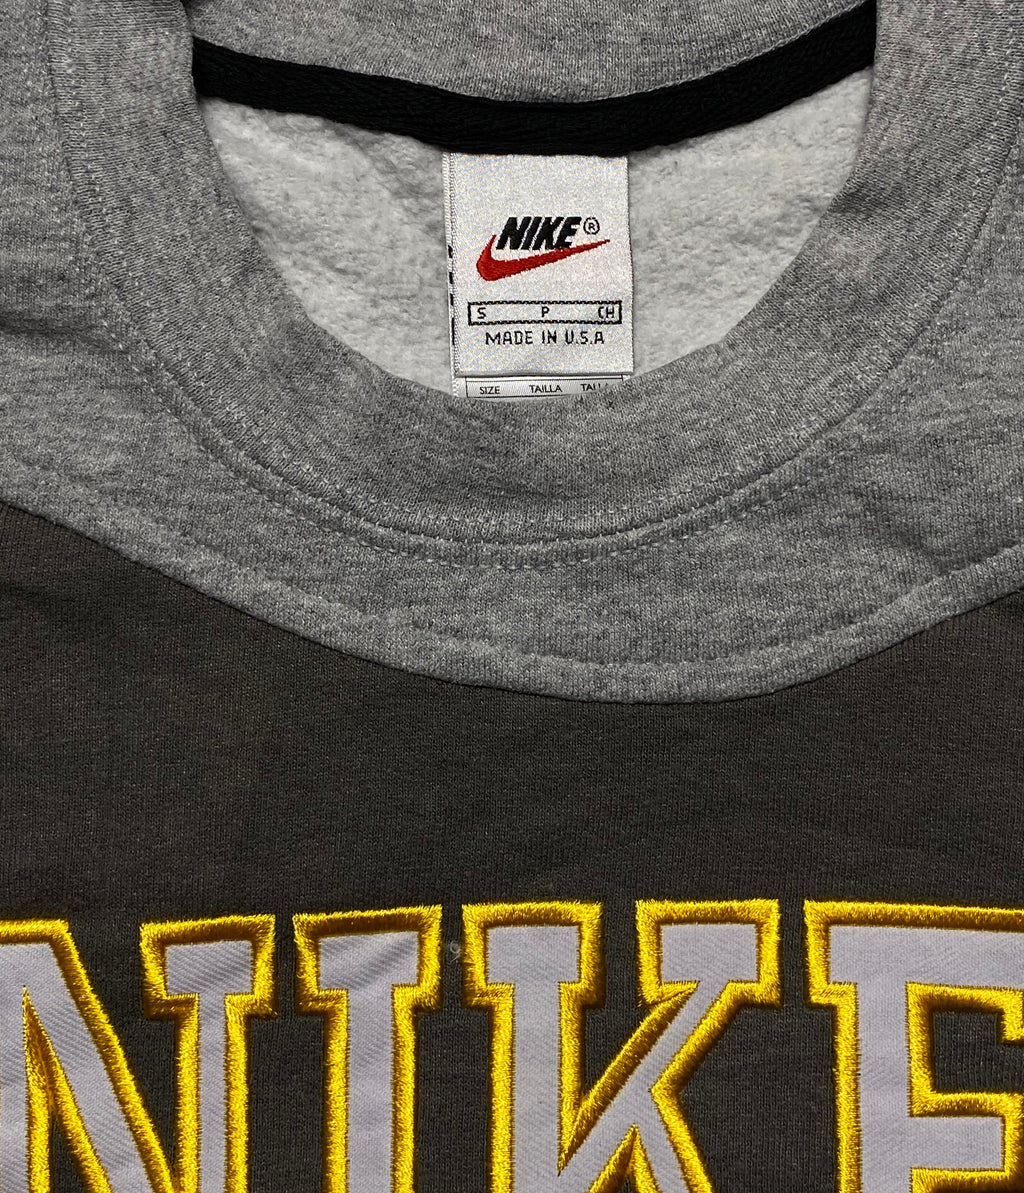 NIKE®
S P CH
MADE IN U.S.A
SIZE TAILLA
NIKE